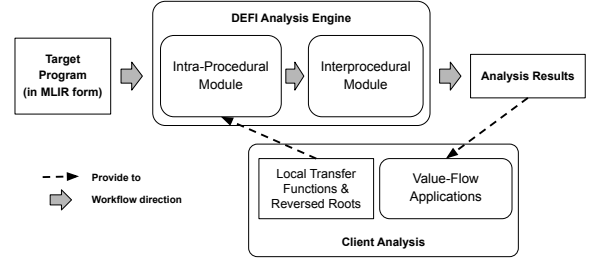 DEFI Analysis Engine
Target
Program
(in MLIR form)
Intra-Procedural
Module
Interprocedural
Module
Analysis Results
Provide to
Workflow direction
Local Transfer
Functions &
Reversed Roots
Value-Flow
Applications
Client Analysis